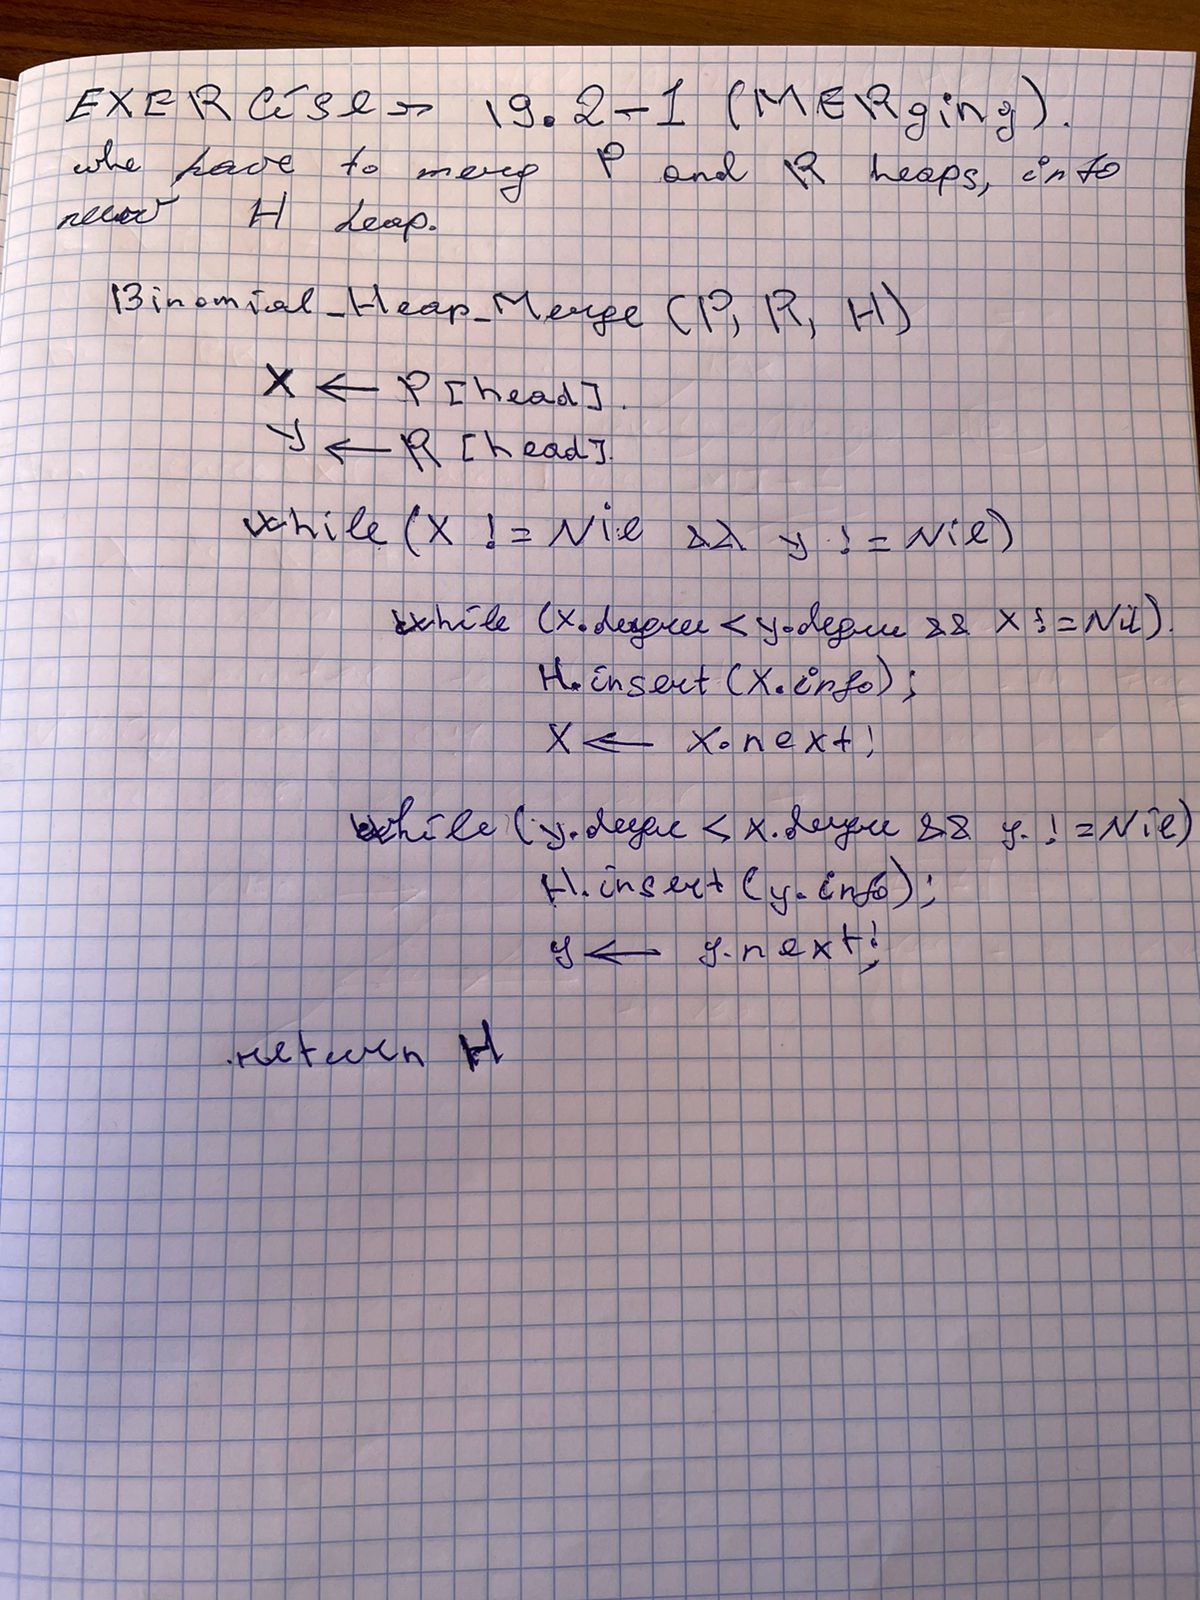 EXERCise → 19.2-1 (MERging).
whe have to merg P and R heaps, into
new H heap.
Binomial_Heap_Merge (P, R, H)
X ← P [head].
y ← R [head].
while (X != Nil && y != Nil)
while (X.degree < y.degree && X != Nil).
H.insert (X.info);
X ← X.next;
while (y.degre < x.degree && y. != Nil)
H.insert (y.info);
y ← y.next;
return H